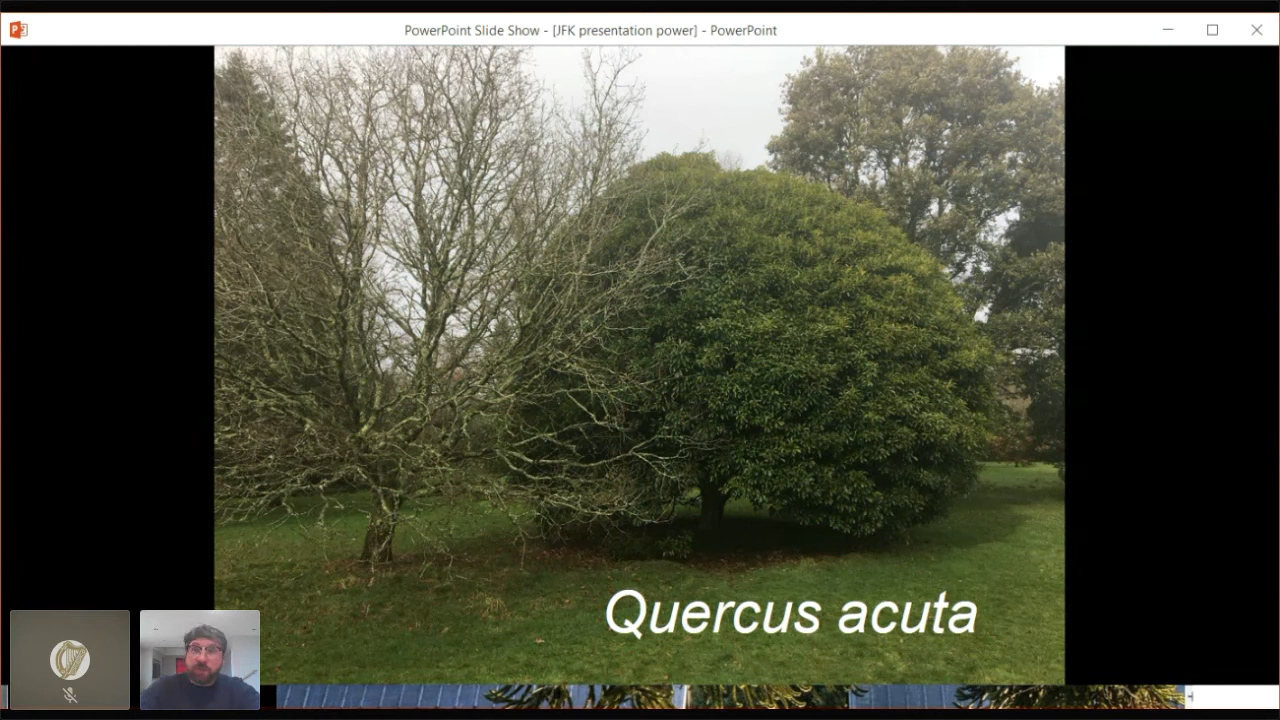 PowerPoint Slide Show - [JFK presentation power] - PowerPoint
Quercus acuta